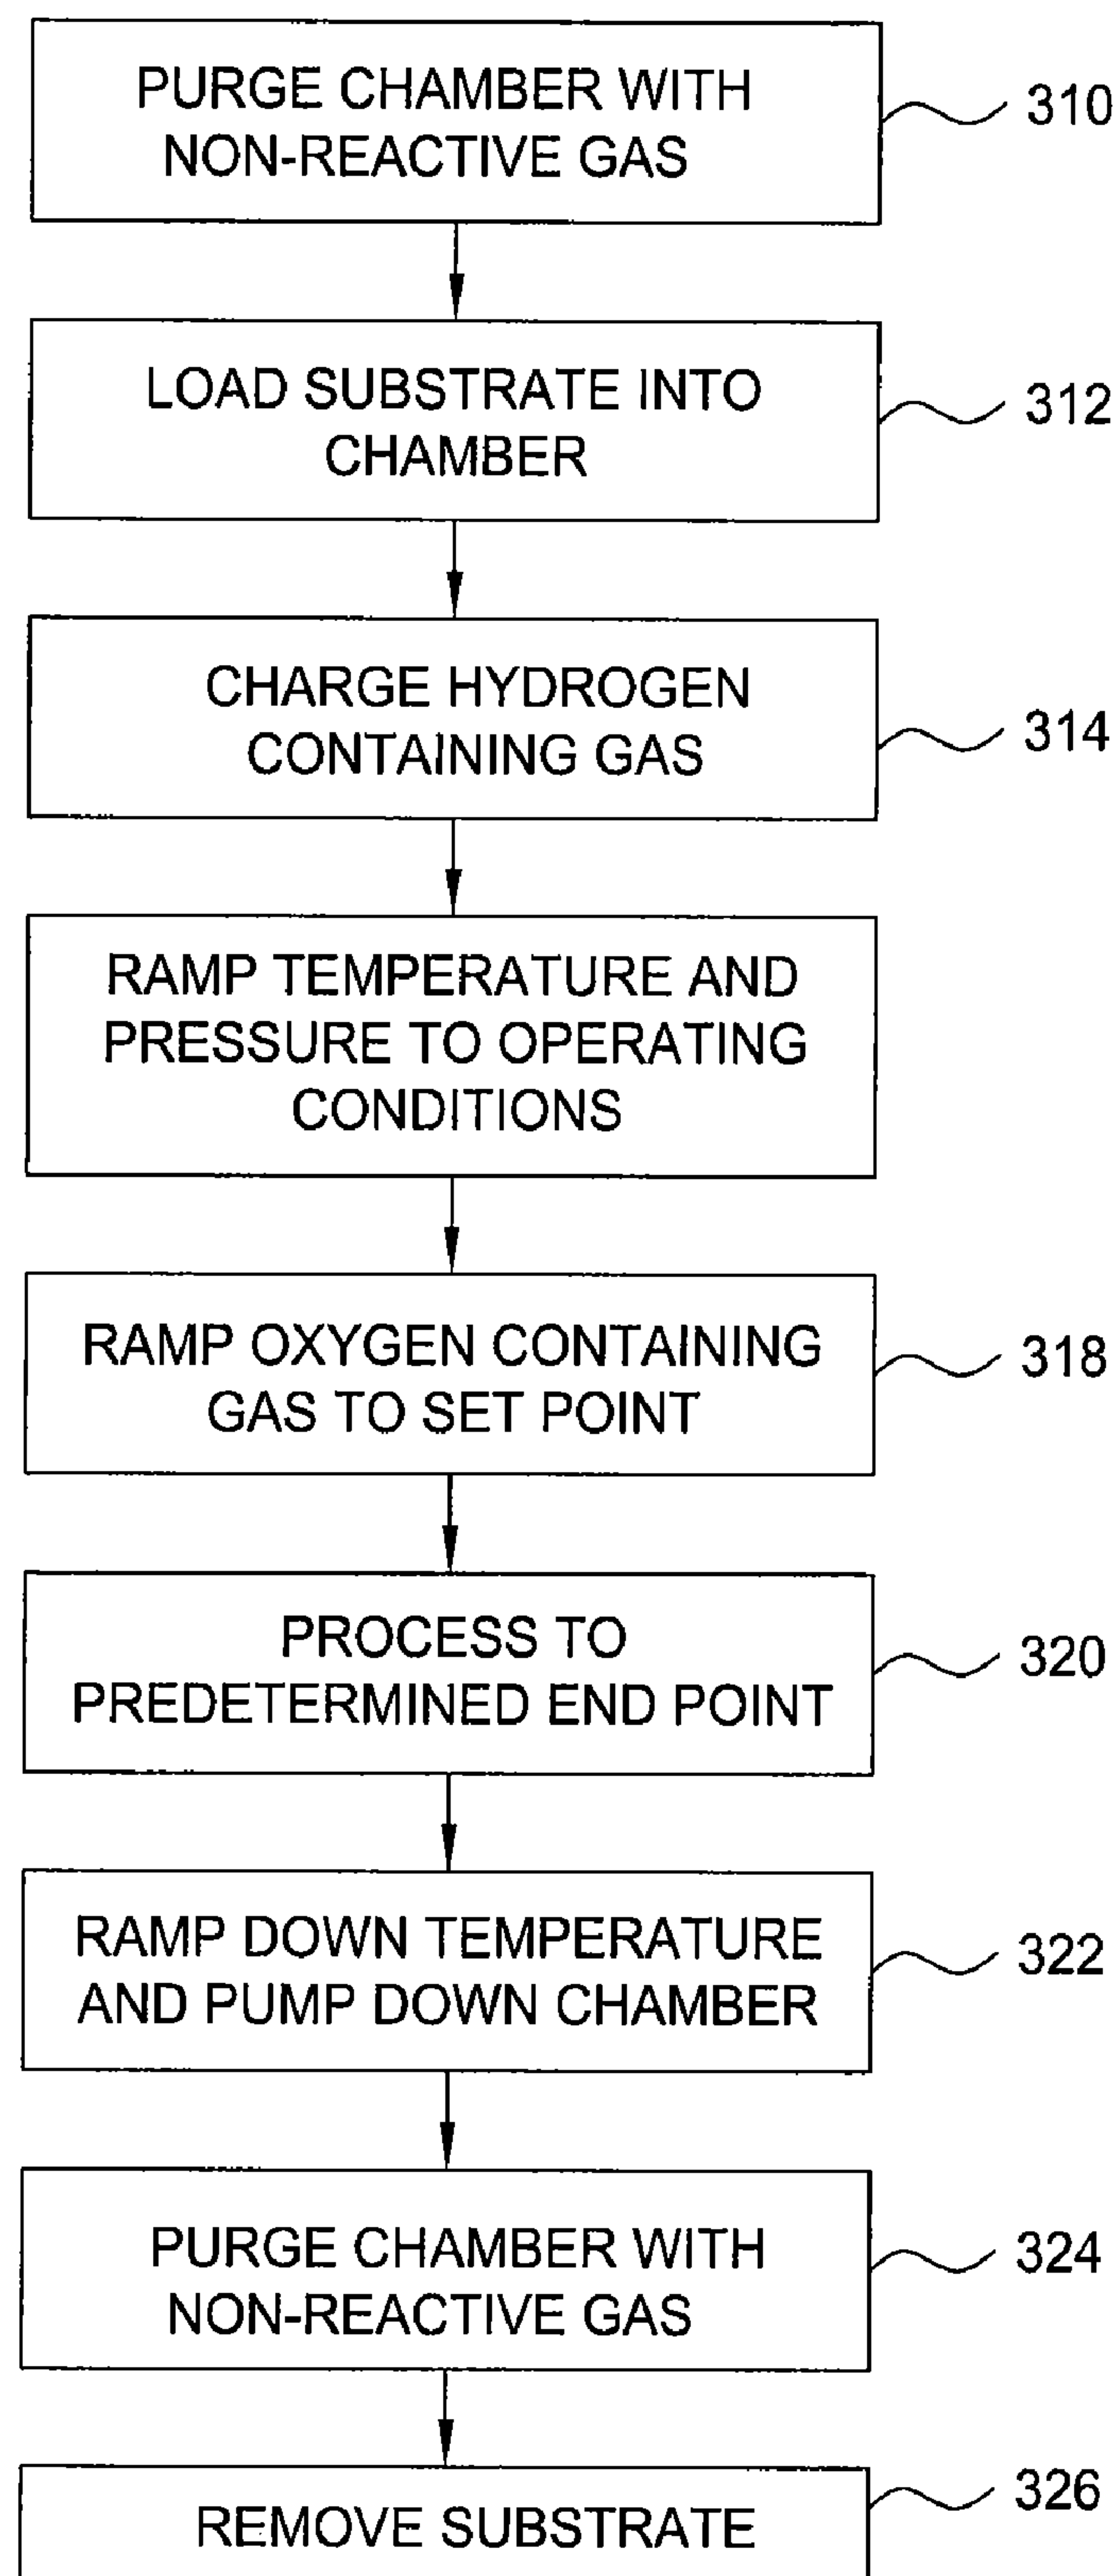 PURGE CHAMBER WITH
NON-REACTIVE GAS
310
LOAD SUBSTRATE INTO
CHAMBER
312
CHARGE HYDROGEN
CONTAINING GAS
314
RAMP TEMPERATURE AND
PRESSURE TO OPERATING
CONDITIONS
RAMP OXYGEN CONTAINING
GAS TO SET POINT
318
PROCESS TO
PREDETERMINED END POINT
320
RAMP DOWN TEMPERATURE
AND PUMP DOWN CHAMBER
322
PURGE CHAMBER WITH
NON-REACTIVE GAS
324
REMOVE SUBSTRATE
326